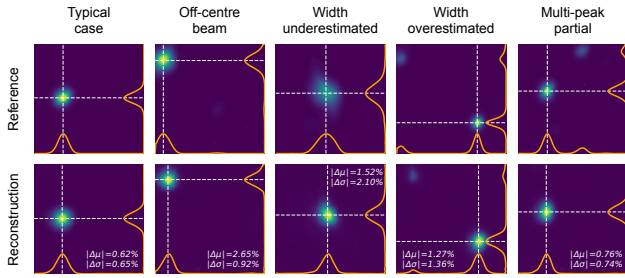 Typical case
Off-centre beam
Width underestimated
Width overestimated
Multi-peak partial
Reference
Reconstruction
|Δμ|=0.62%
|Δσ|=0.65%
|Δμ|=2.65%
|Δσ|=0.92%
|Δμ|=1.52%
|Δσ|=2.10%
|Δμ|=1.27%
|Δσ|=1.36%
|Δμ|=0.76%
|Δσ|=0.74%